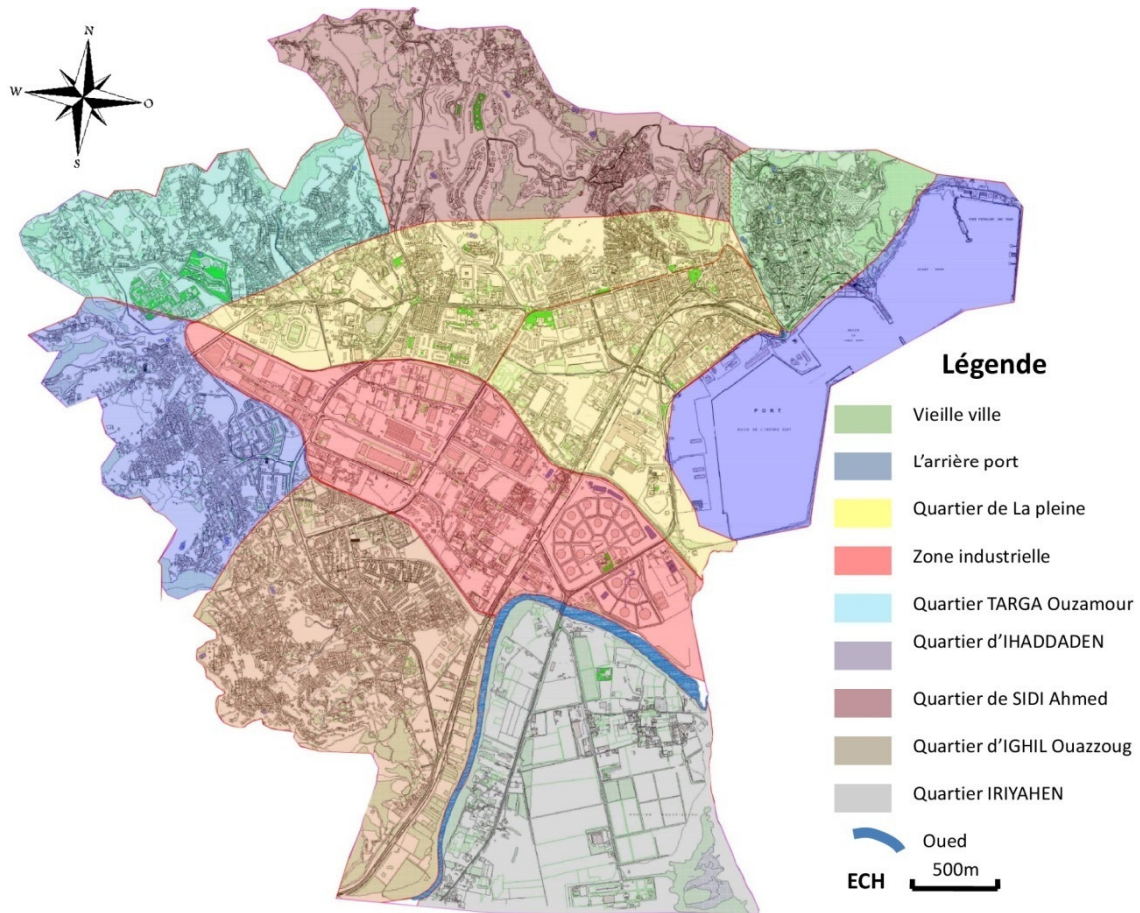 N
W
O
S
PORT
Légende
Vieille ville
L'arrière port
Quartier de La pleine
Zone industrielle
Quartier TARGA Ouzamour
Quartier d'IHADDADEN
Quartier de SIDI Ahmed
Quartier d'IGHIL Ouazzoug
Quartier IRIYAHEN
Oued
ECH
500m